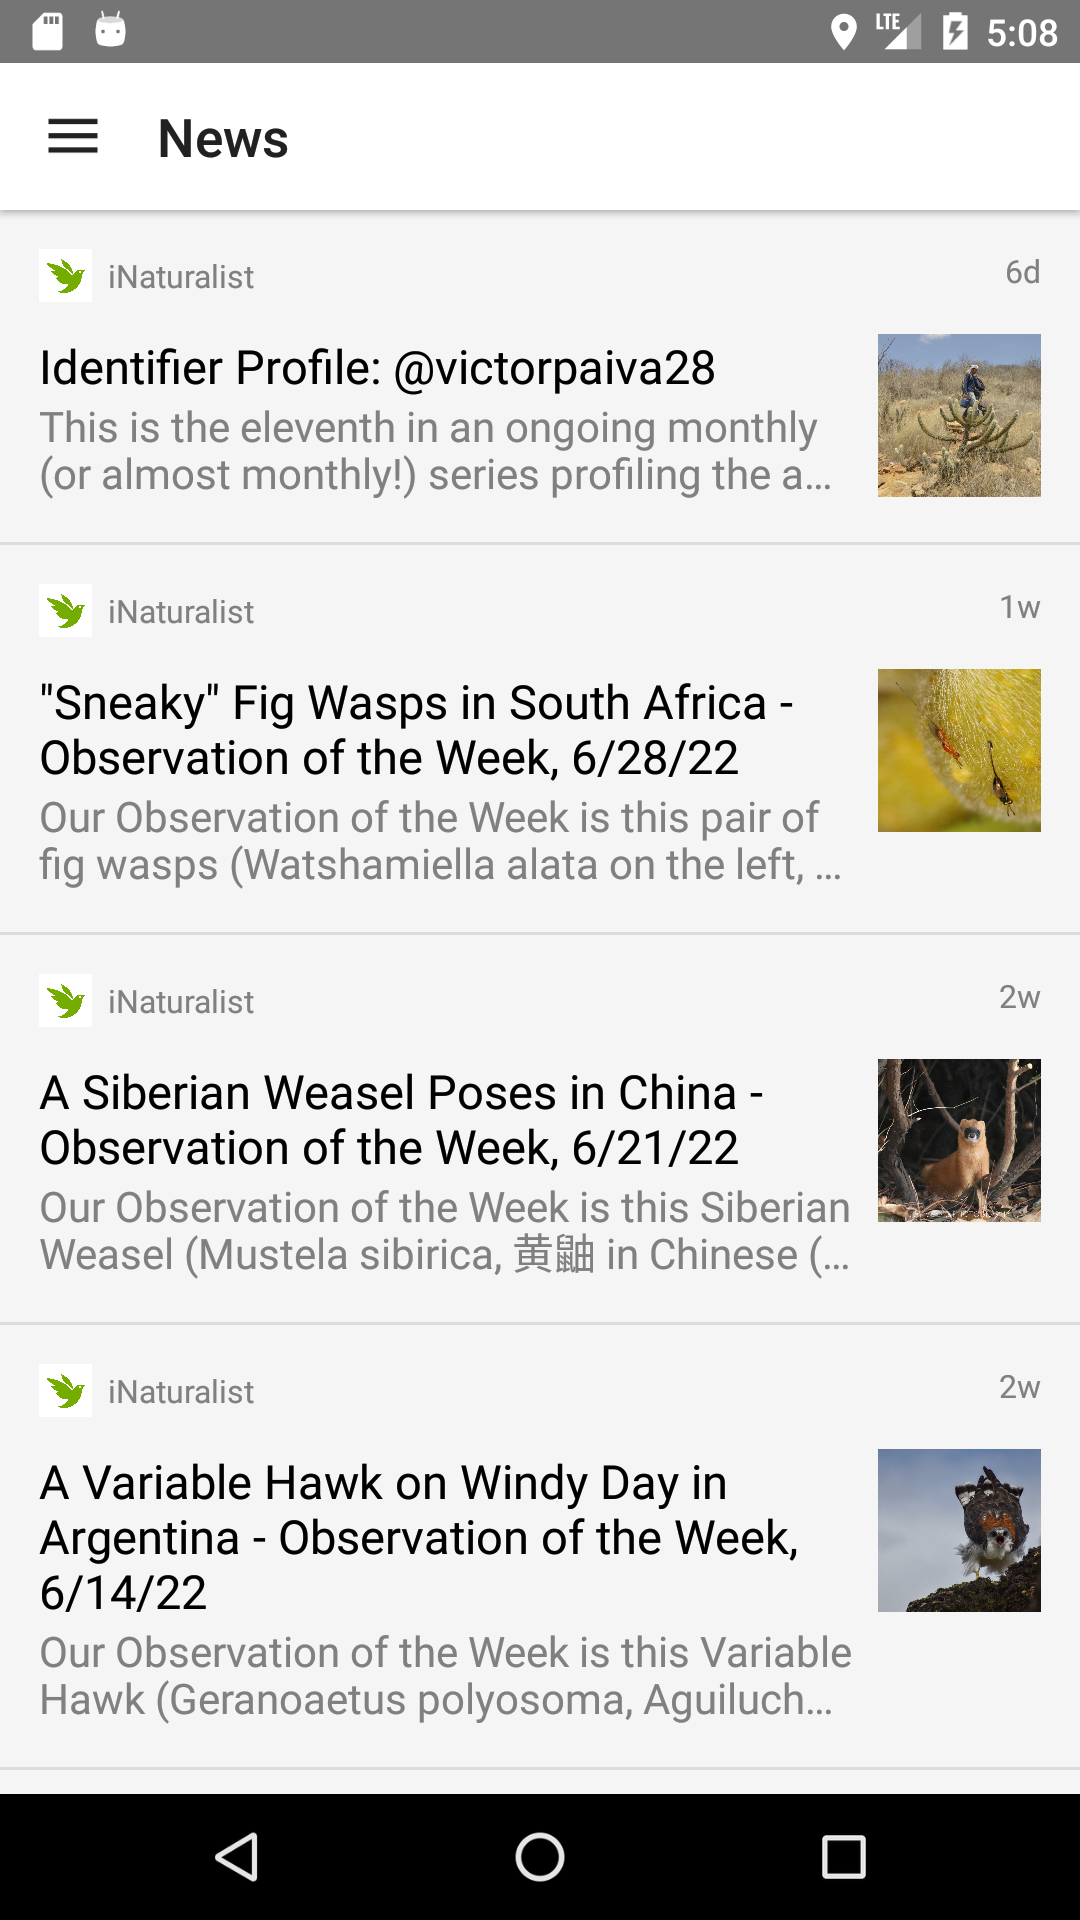 LTE 5:08
News
iNaturalist 6d
Identifier Profile: @victorpaiva28
This is the eleventh in an ongoing monthly
(or almost monthly!) series profiling the a...
iNaturalist 1w
"Sneaky" Fig Wasps in South Africa -
Observation of the Week, 6/28/22
Our Observation of the Week is this pair of
fig wasps (Watshamiella alata on the left, ...
iNaturalist 2w
A Siberian Weasel Poses in China -
Observation of the Week, 6/21/22
Our Observation of the Week is this Siberian
Weasel (Mustela sibirica, 黄鼬 in Chinese (...
iNaturalist 2w
A Variable Hawk on Windy Day in
Argentina - Observation of the Week,
6/14/22
Our Observation of the Week is this Variable
Hawk (Geranoaetus polyosoma, Aguiluch...